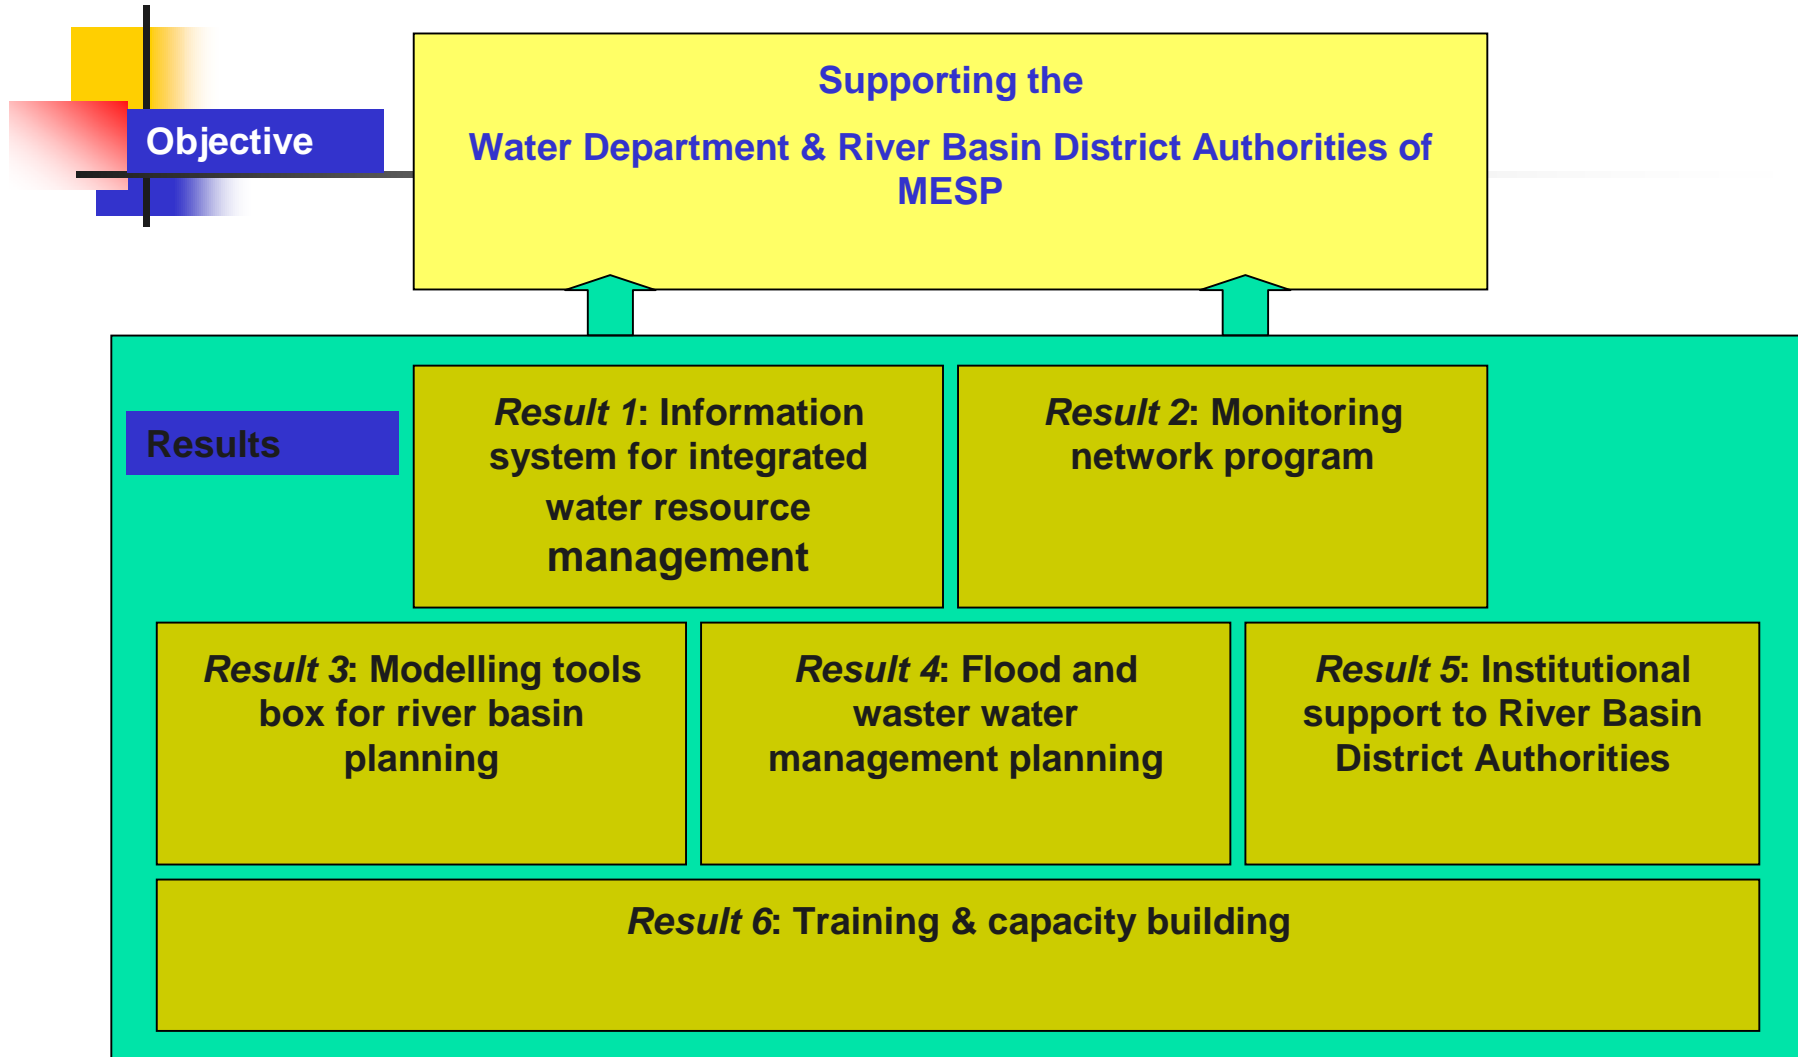 Objective
Supporting the
Water Department & River Basin District Authorities of
MESP
Results
Result 1: Information
system for integrated
water resource
management
Result 2: Monitoring
network program
Result 3: Modelling tools
box for river basin
planning
Result 4: Flood and
waster water
management planning
Result 5: Institutional
support to River Basin
District Authorities
Result 6: Training & capacity building